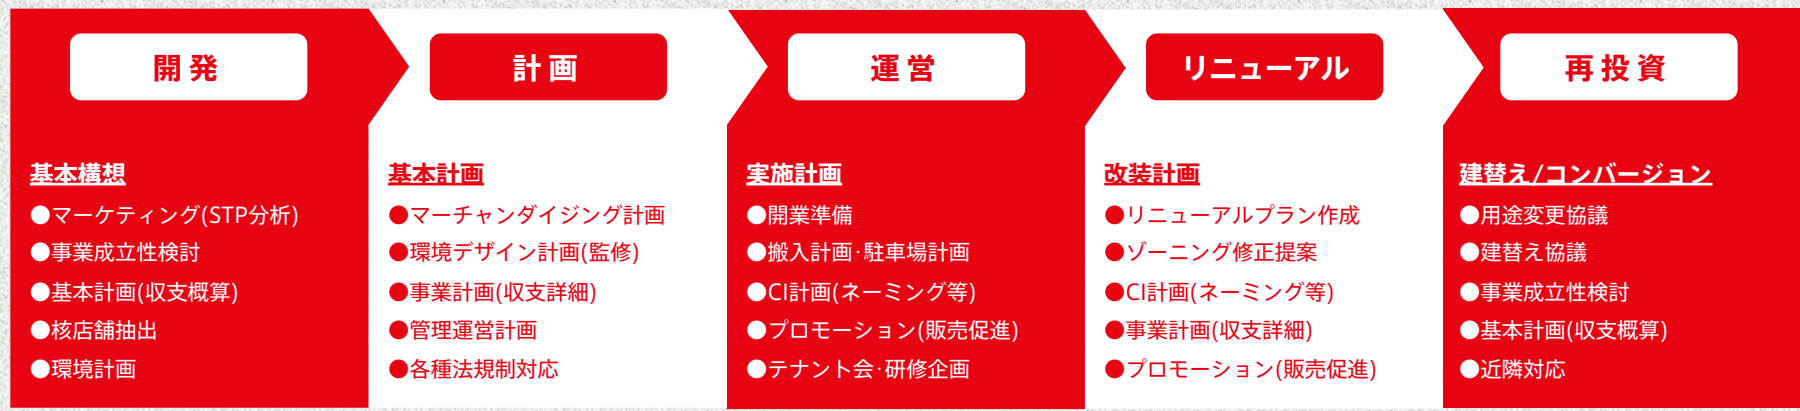 開発
基本構想
●マーケティング(STP分析)
●事業成立性検討
●基本計画(収支概算)
●核店舗抽出
●環境計画
計画
基本計画
●マーチャンダイジング計画
●環境デザイン計画(監修)
●事業計画(収支詳細)
●管理運営計画
●各種法規制対応
運営
実施計画
●開業準備
●搬入計画·駐車場計画
●CI計画(ネーミング等)
●プロモーション(販売促進)
●テナント会·研修企画
リニューアル
改装計画
●リニューアルプラン作成
●ゾーニング修正提案
●CI計画(ネーミング等)
●事業計画(収支詳細)
●プロモーション(販売促進)
再投資
建替え/コンバージョン
●用途変更協議
●建替え協議
●事業成立性検討
●基本計画(収支概算)
●近隣対応